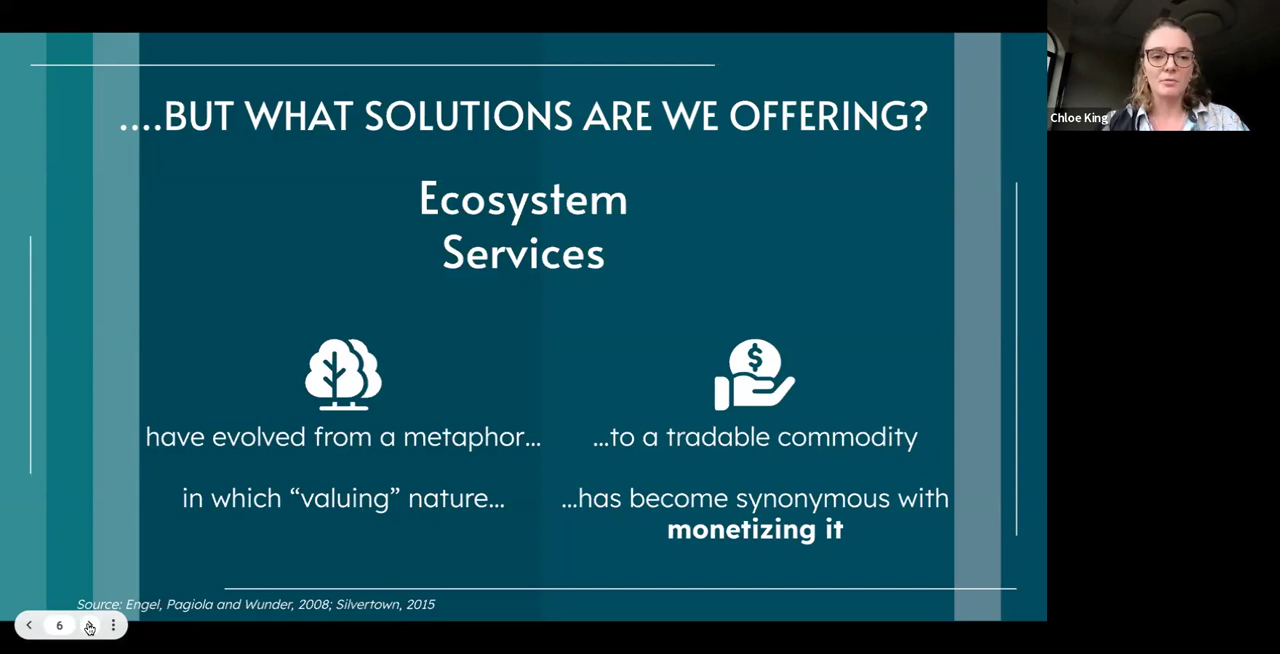 ....BUT WHAT SOLUTIONS ARE WE OFFERING?
Ecosystem
Services
$
have evolved from a metaphor...
...to a tradable commodity
in which “valuing” nature...
...has become synonymous with
monetizing it
Source: Engel, Pagiola and Wunder, 2008; Silvertown, 2015
6
Chloe King